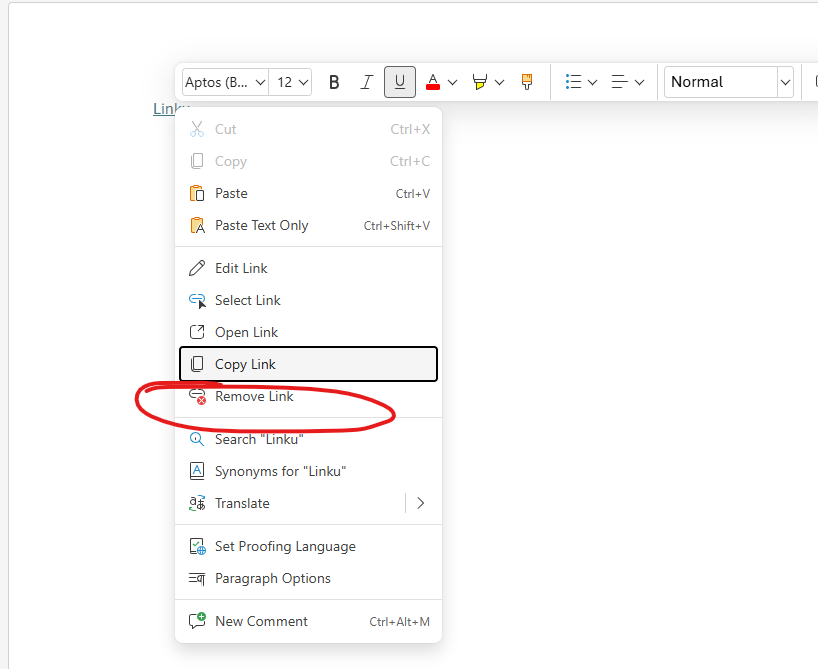 Aptos (B... 12 B I U A Normal
Linku
Cut Ctrl+X
Copy Ctrl+C
Paste Ctrl+V
Paste Text Only Ctrl+Shift+V
Edit Link
Select Link
Open Link
Copy Link
Remove Link
Search "Linku"
Synonyms for "Linku"
Translate
Set Proofing Language
Paragraph Options
New Comment Ctrl+Alt+M